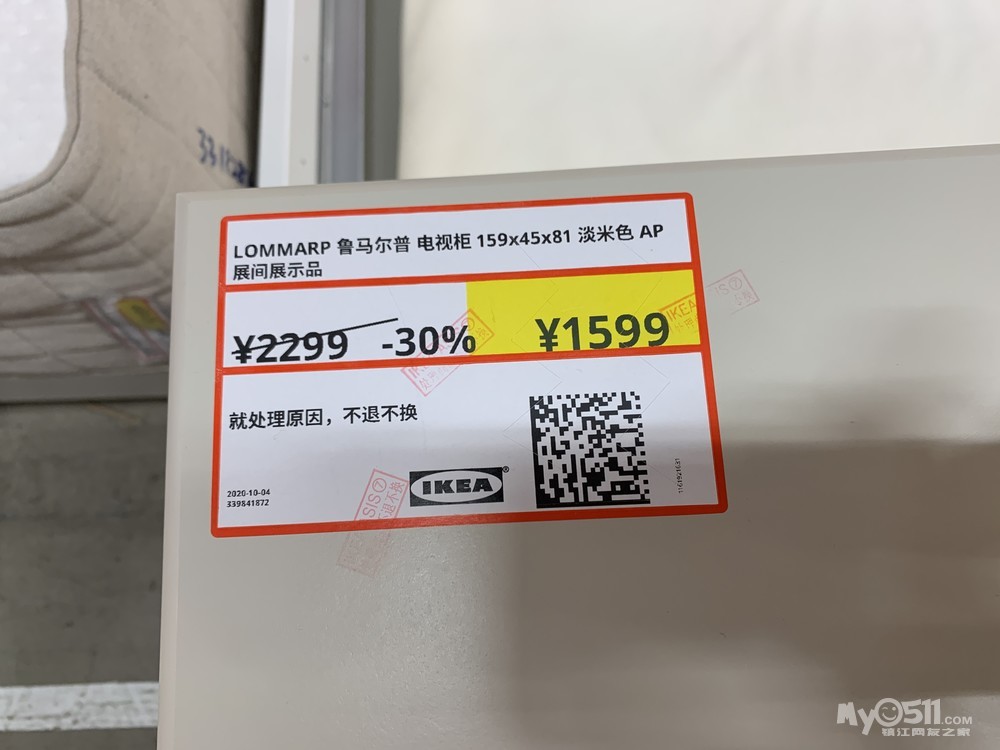 LOMMARP 鲁马尔普 电视柜 159x45x81 淡米色 AP
展间展示品
¥2299 -30% ¥1599
就处理原因，不退不换
2020-10-04
339841872
IKEA
My0511.COM
镇江网友之家